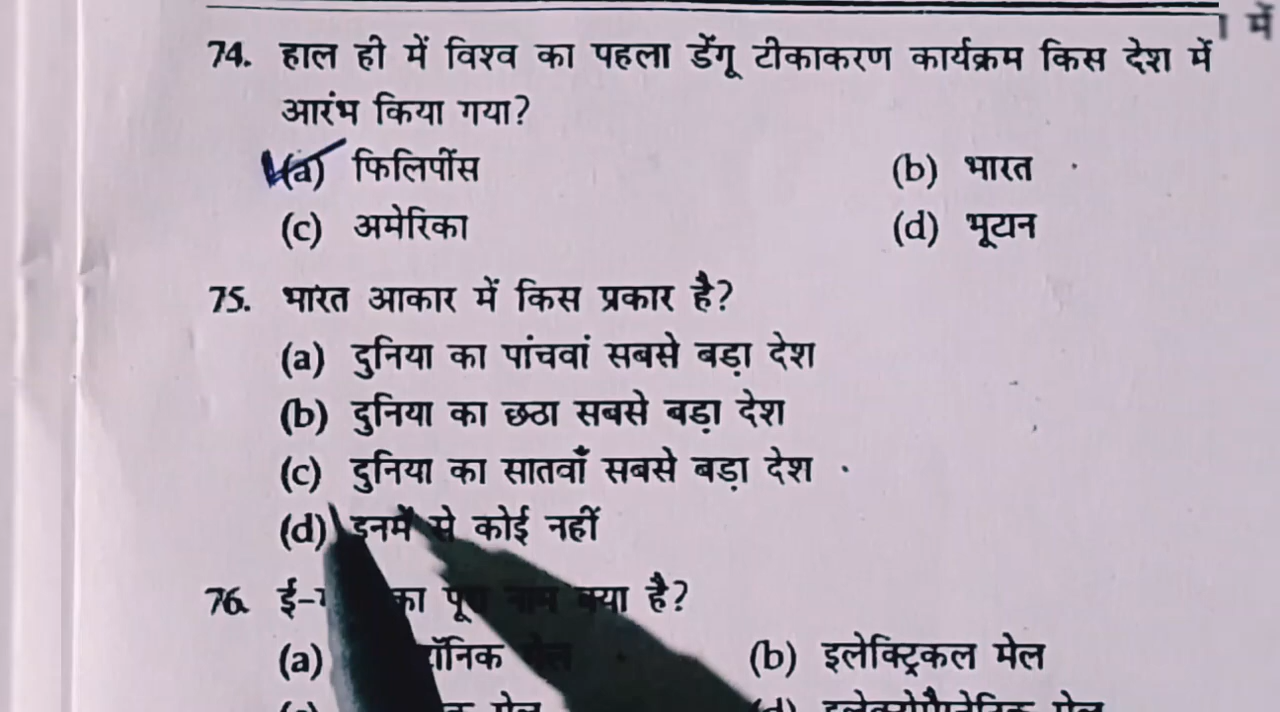 में
74. हाल ही में विश्व का पहला डेंगू टीकाकरण कार्यक्रम किस देश में
आरंभ किया गया?
(a) फिलिपींस (b) भारत
(c) अमेरिका (d) भूटान
75. भारत आकार में किस प्रकार है?
(a) दुनिया का पांचवां सबसे बड़ा देश
(b) दुनिया का छठा सबसे बड़ा देश
(c) दुनिया का सातवाँ सबसे बड़ा देश
(d) इनमें से कोई नहीं
76. का पूरा नाम क्या है?
(a) मेल (b) इलेक्ट्रिकल मेल
मेल (d) मेल